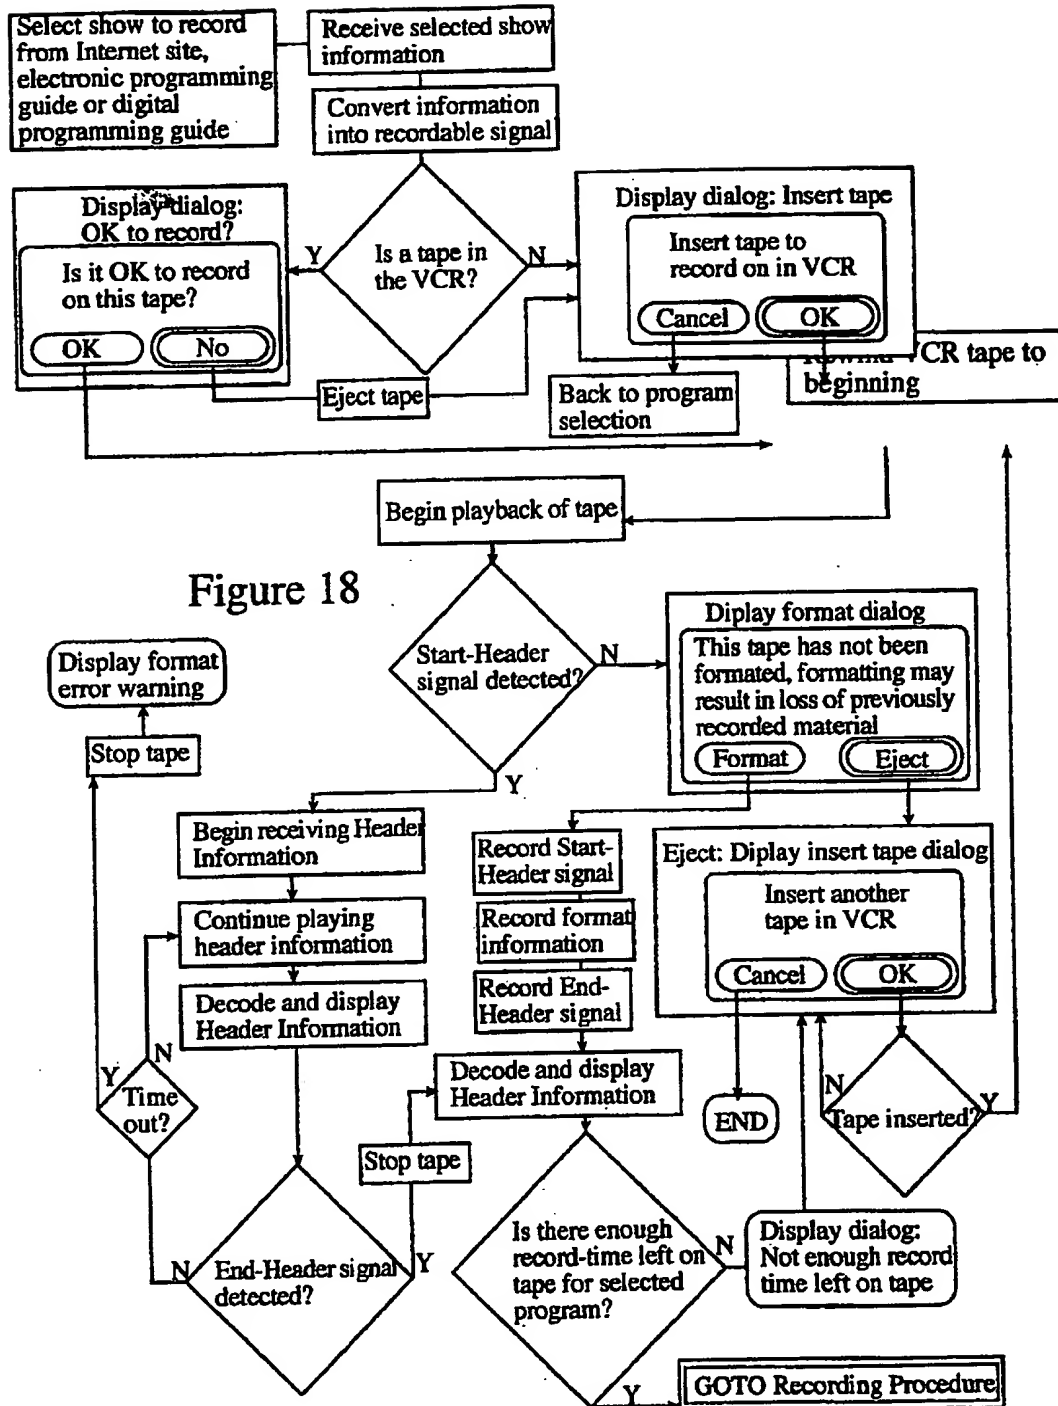 Select show to record
from Internet site,
electronic programming
guide or digital
programming guide
Receive selected show
information
Convert information
into recordable signal
Is a tape in
the VCR?
Y
N
Display dialog:
OK to record?
Is it OK to record
on this tape?
OK
No
Eject tape
Display dialog: Insert tape
Insert tape to
record on in VCR
Cancel
OK
Back to program
selection
VCR tape to
beginning
Begin playback of tape
Figure 18
Start-Header
signal detected?
N
Y
Diplay format dialog
This tape has not been
formated, formatting may
result in loss of previously
recorded material
Format
Eject
Display format
error warning
Stop tape
Begin receiving Header
Information
Continue playing
header information
Decode and display
Header Information
Y
N
Time
out?
N
End-Header signal
detected?
Y
Stop tape
Record Start-
Header signal
Record format
information
Record End-
Header signal
Decode and display
Header Information
Eject: Diplay insert tape dialog
Insert another
tape in VCR
Cancel
OK
END
N
Tape inserted?
Y
Is there enough
record-time left on
tape for selected
program?
N
Display dialog:
Not enough record
time left on tape
Y
GOTO Recording Procedure